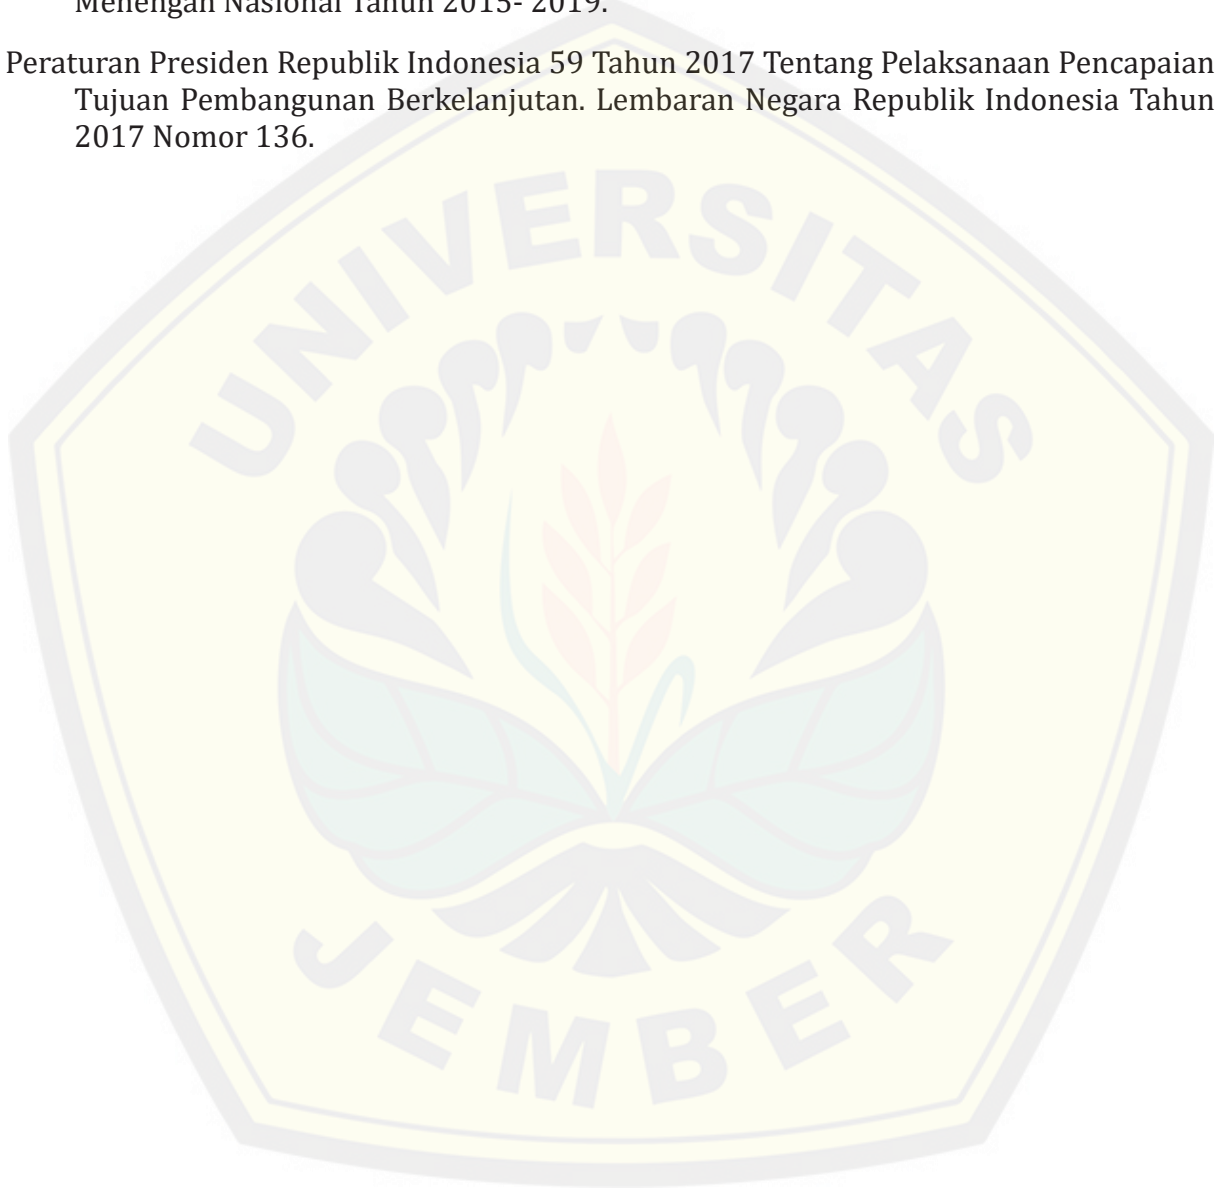 Menengah Nasional Tahun 2015- 2019.
Peraturan Presiden Republik Indonesia 59 Tahun 2017 Tentang Pelaksanaan Pencapaian
Tujuan Pembangunan Berkelanjutan. Lembaran Negara Republik Indonesia Tahun
2017 Nomor 136.
UNIVERSITAS
JEMBER